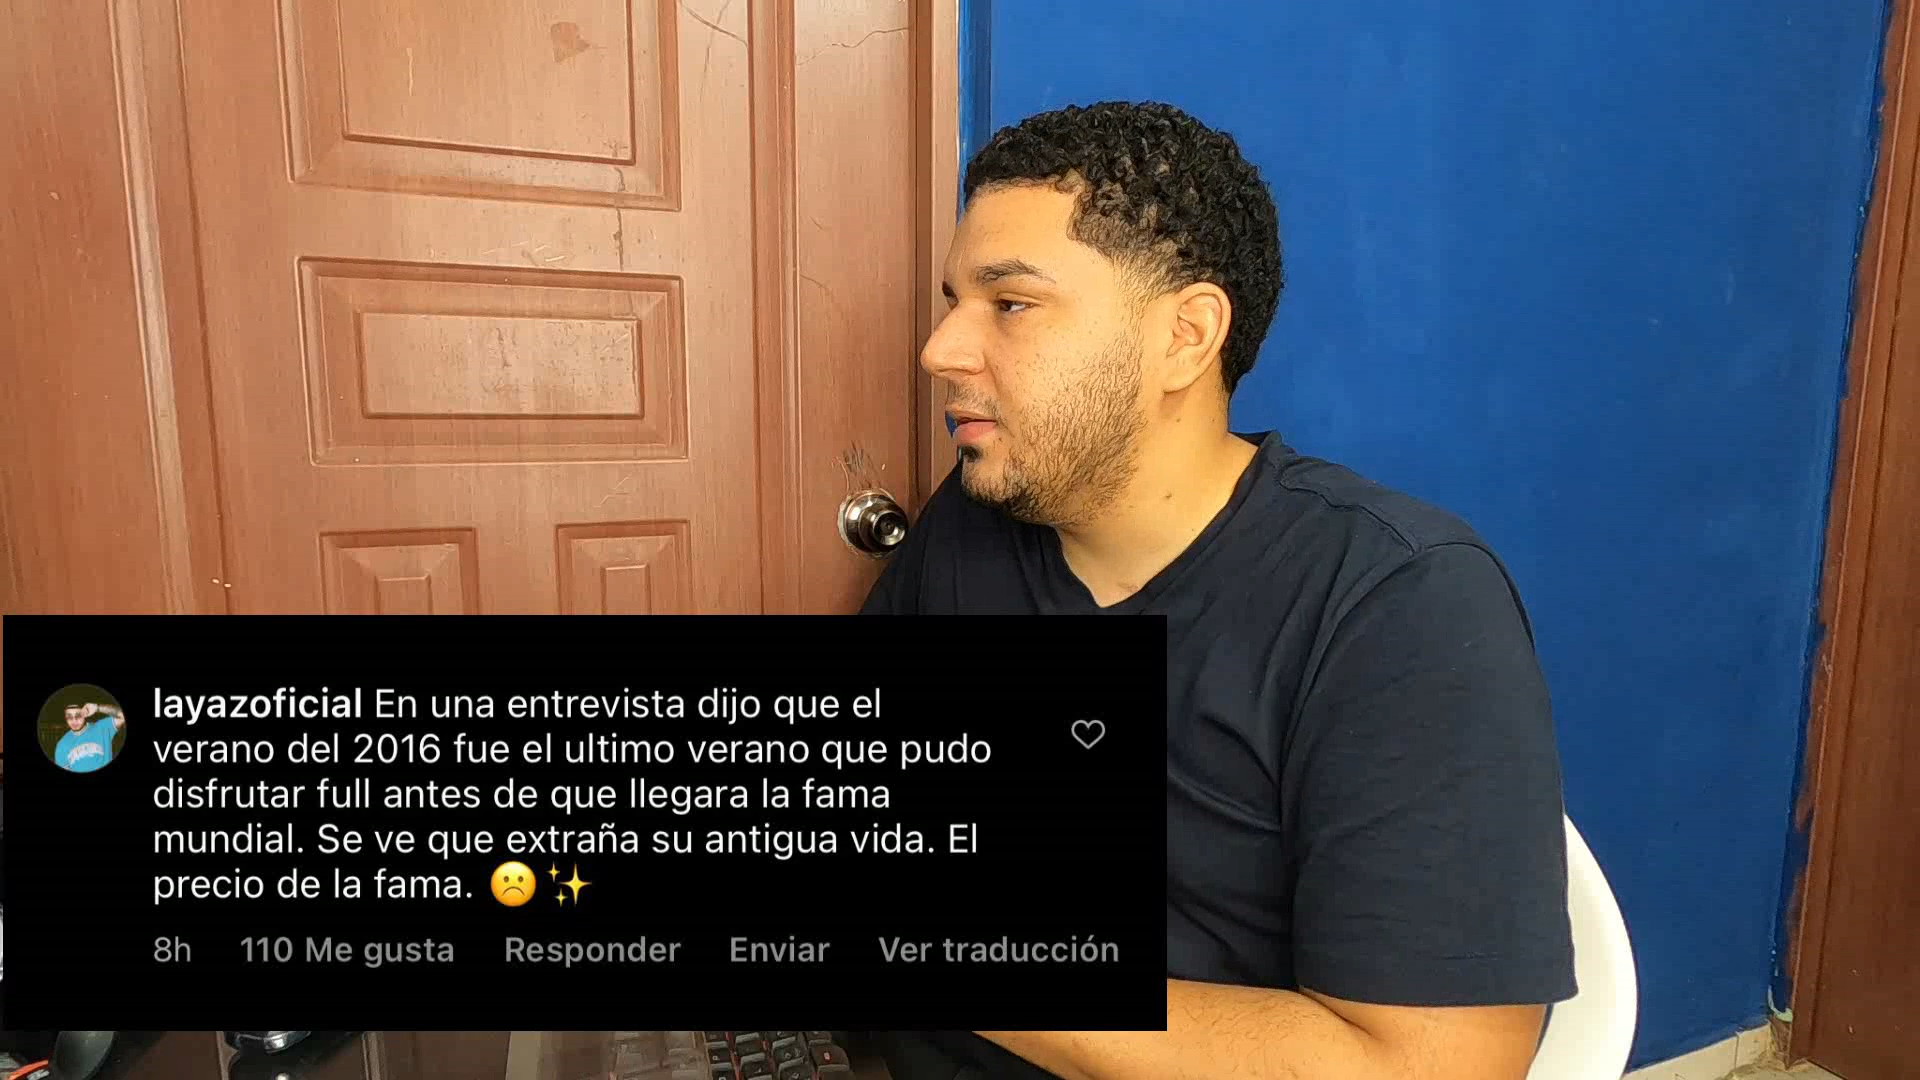 layazoficial En una entrevista dijo que el
verano del 2016 fue el ultimo verano que pudo
disfrutar full antes de que llegara la fama
mundial. Se ve que extraña su antigua vida. El
precio de la fama. ☹️ ✨
8h 110 Me gusta Responder Enviar Ver traducción